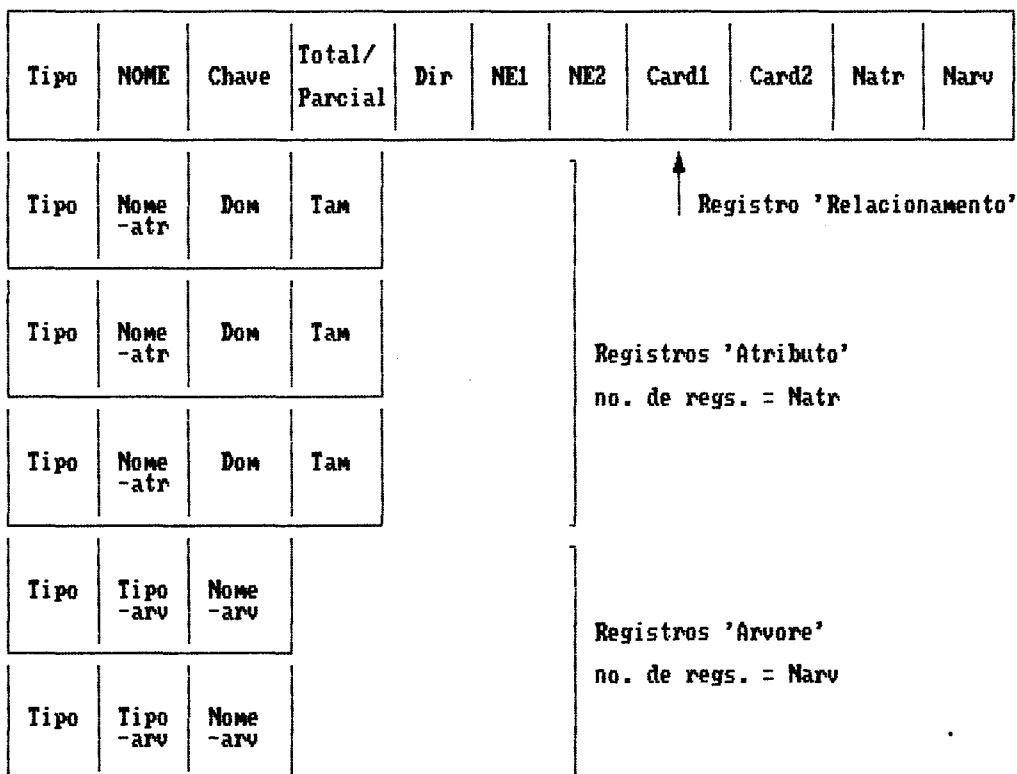 Tipo NOME Chave Total/ Dir NE1 NE2 Card1 Card2 Natr Narv
Parcial
Tipo Nome Dom Tam
-atr
Registro 'Relacionamento'
Tipo Nome Dom Tam
-atr
Registros 'Atributo'
no. de regs. = Natr
Tipo Nome Dom Tam
-atr
Tipo Tipo Nome
-arv -arv
Registros 'Arvore'
no. de regs. = Narv
Tipo Tipo Nome
-arv -arv